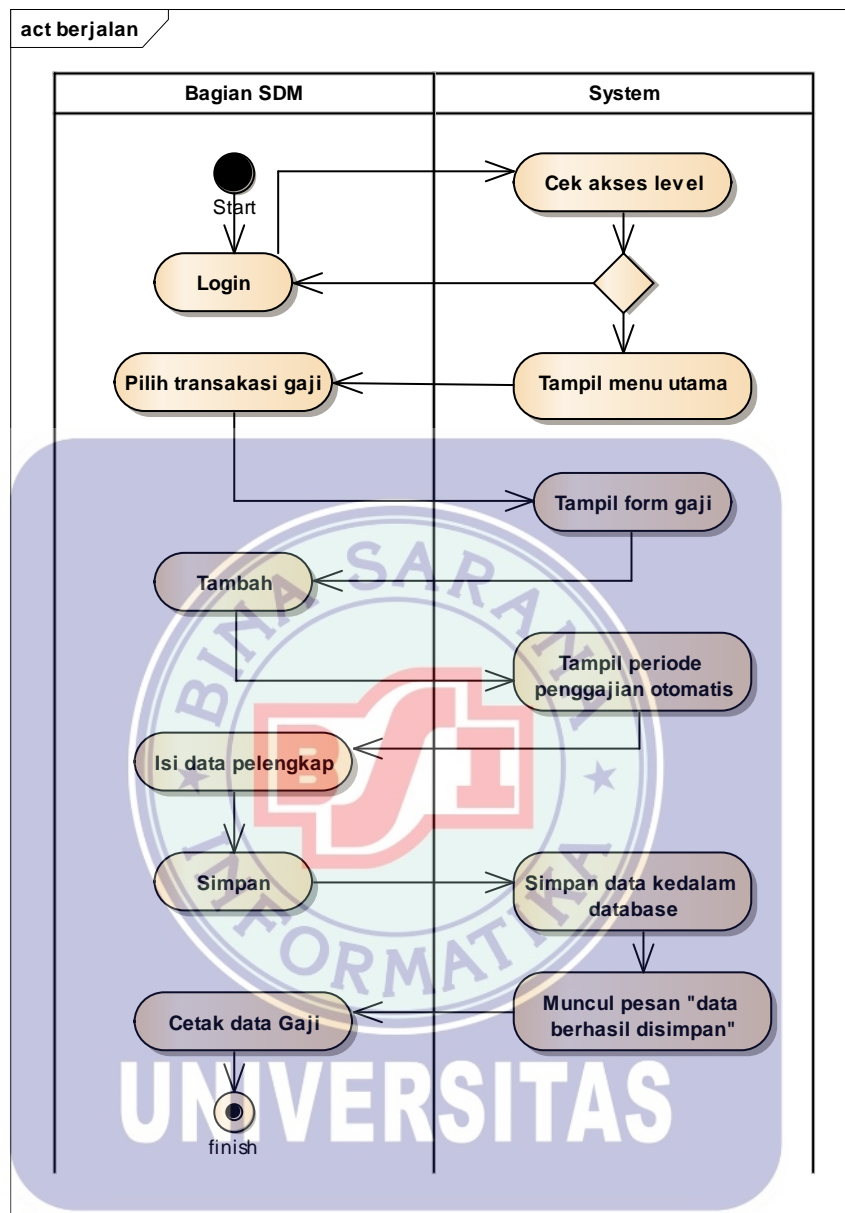 act berjalan
Bagian SDM
System
Start
Cek akses level
Login
Pilih transakasi gaji
Tampil menu utama
Tampil form gaji
Tambah
Tampil periode
penggajian otomatis
Isi data pelengkap
Simpan
Simpan data kedalam
database
Cetak data Gaji
Muncul pesan "data
berhasil disimpan"
finish
BINA SARANA
BSI
INFORMATIKA
UNIVERSITAS